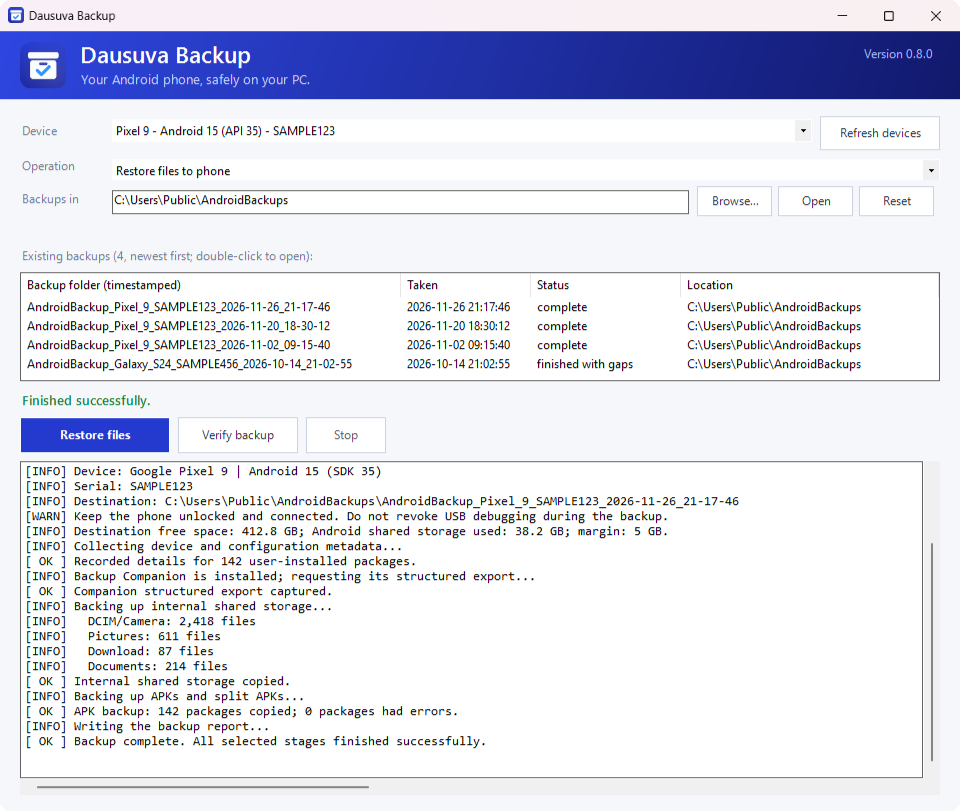 Dausuva Backup
Dausuva Backup
Your Android phone, safely on your PC.
Version 0.8.0
Device
Pixel 9 - Android 15 (API 35) - SAMPLE123
Refresh devices
Operation
Restore files to phone
Backups in
C:\Users\Public\AndroidBackups
Browse...
Open
Reset
Existing backups (4, newest first; double-click to open):
Backup folder (timestamped) Taken Status Location
AndroidBackup_Pixel_9_SAMPLE123_2026-11-26_21-17-46 2026-11-26 21:17:46 complete C:\Users\Public\AndroidBackups
AndroidBackup_Pixel_9_SAMPLE123_2026-11-20_18-30-12 2026-11-20 18:30:12 complete C:\Users\Public\AndroidBackups
AndroidBackup_Pixel_9_SAMPLE123_2026-11-02_09-15-40 2026-11-02 09:15:40 complete C:\Users\Public\AndroidBackups
AndroidBackup_Galaxy_S24_SAMPLE456_2026-10-14_21-02-55 2026-10-14 21:02:55 finished with gaps C:\Users\Public\AndroidBackups
Finished successfully.
Restore files
Verify backup
Stop
[INFO] Device: Google Pixel 9 | Android 15 (SDK 35)
[INFO] Serial: SAMPLE123
[INFO] Destination: C:\Users\Public\AndroidBackups\AndroidBackup_Pixel_9_SAMPLE123_2026-11-26_21-17-46
[WARN] Keep the phone unlocked and connected. Do not revoke USB debugging during the backup.
[INFO] Destination free space: 412.8 GB; Android shared storage used: 38.2 GB; margin: 5 GB.
[INFO] Collecting device and configuration metadata...
[ OK ] Recorded details for 142 user-installed packages.
[INFO] Backup Companion is installed; requesting its structured export...
[ OK ] Companion structured export captured.
[INFO] Backing up internal shared storage...
[INFO]   DCIM/Camera: 2,418 files
[INFO]   Pictures: 611 files
[INFO]   Download: 87 files
[INFO]   Documents: 214 files
[ OK ] Internal shared storage copied.
[INFO] Backing up APKs and split APKs...
[ OK ] APK backup: 142 packages copied; 0 packages had errors.
[INFO] Writing the backup report...
[ OK ] Backup complete. All selected stages finished successfully.